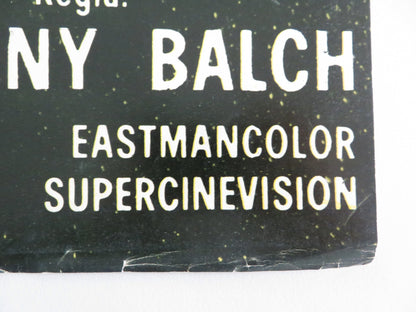 Regia:
NY BALCH
EASTMANCOLOR
SUPERCINEVISION